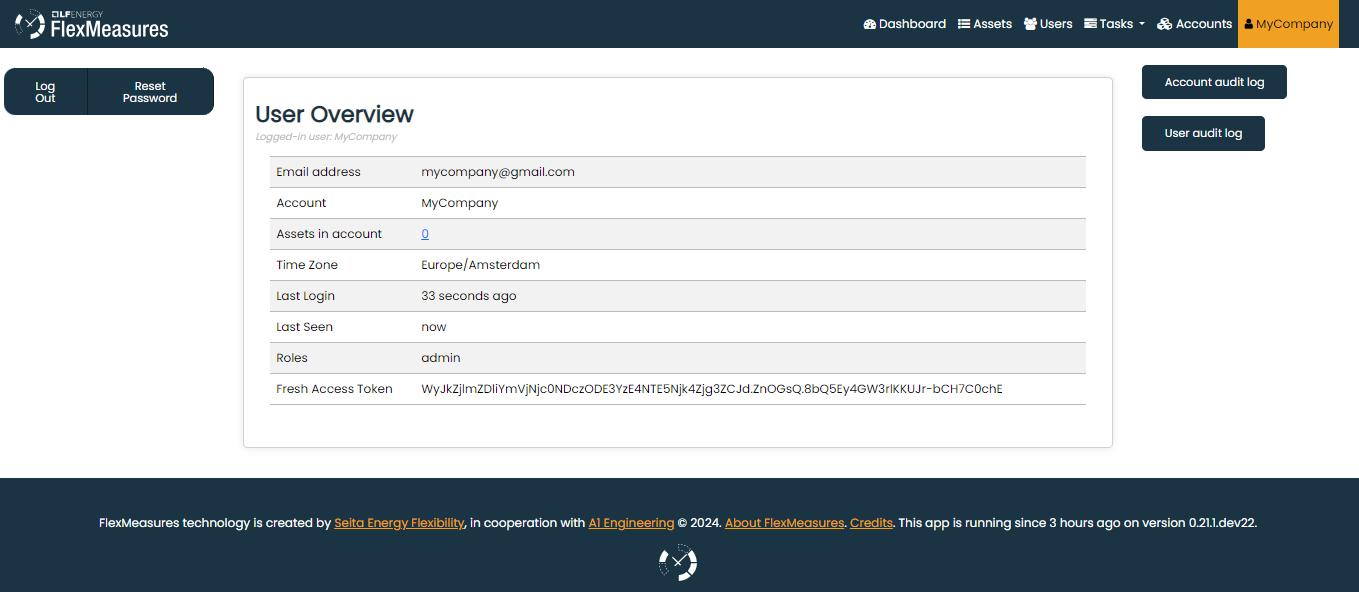 LFENERGY
FlexMeasures
Dashboard Assets Users Tasks Accounts MyCompany
Log Out
Reset Password
Account audit log
User audit log
User Overview
Logged-in user: MyCompany
Email address mycompany@gmail.com
Account MyCompany
Assets in account 0
Time Zone Europe/Amsterdam
Last Login 33 seconds ago
Last Seen now
Roles admin
Fresh Access Token WyJkZjlmZDliYmVjNjc0NDczODE3YzE4NTE5Njk4Zjg3ZCJd.ZnOGsQ.8bQ5Ey4GW3rlKKUJr-bCH7C0chE
FlexMeasures technology is created by Seita Energy Flexibility, in cooperation with A1 Engineering © 2024. About FlexMeasures. Credits. This app is running since 3 hours ago on version 0.21.1.dev22.